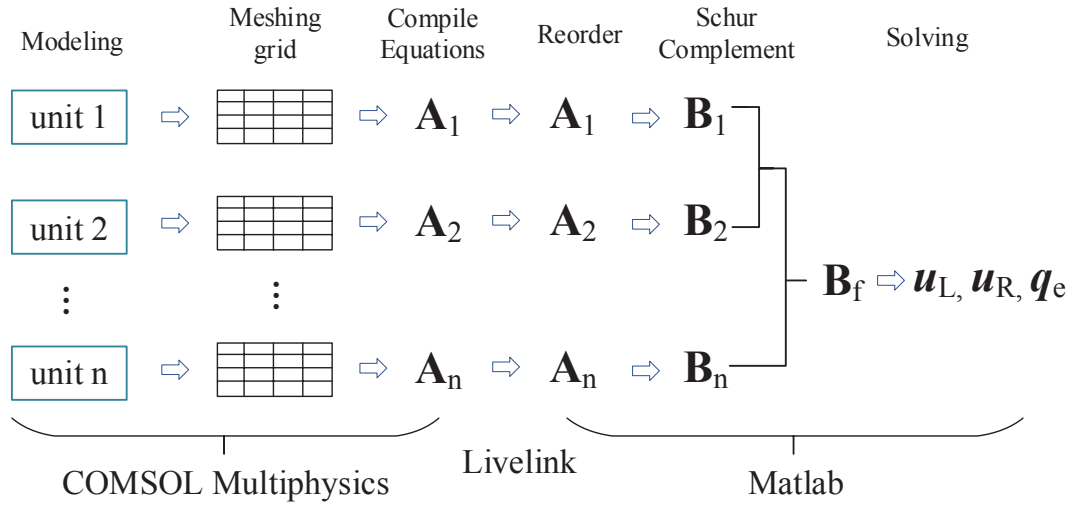 Modeling
Meshing
grid
Compile
Equations
Reorder
Schur
Complement
Solving
unit 1
A1
A1
B1
unit 2
A2
A2
B2
⋮
⋮
Bf
uL, uR, qe
unit n
An
An
Bn
COMSOL Multiphysics
Livelink
Matlab